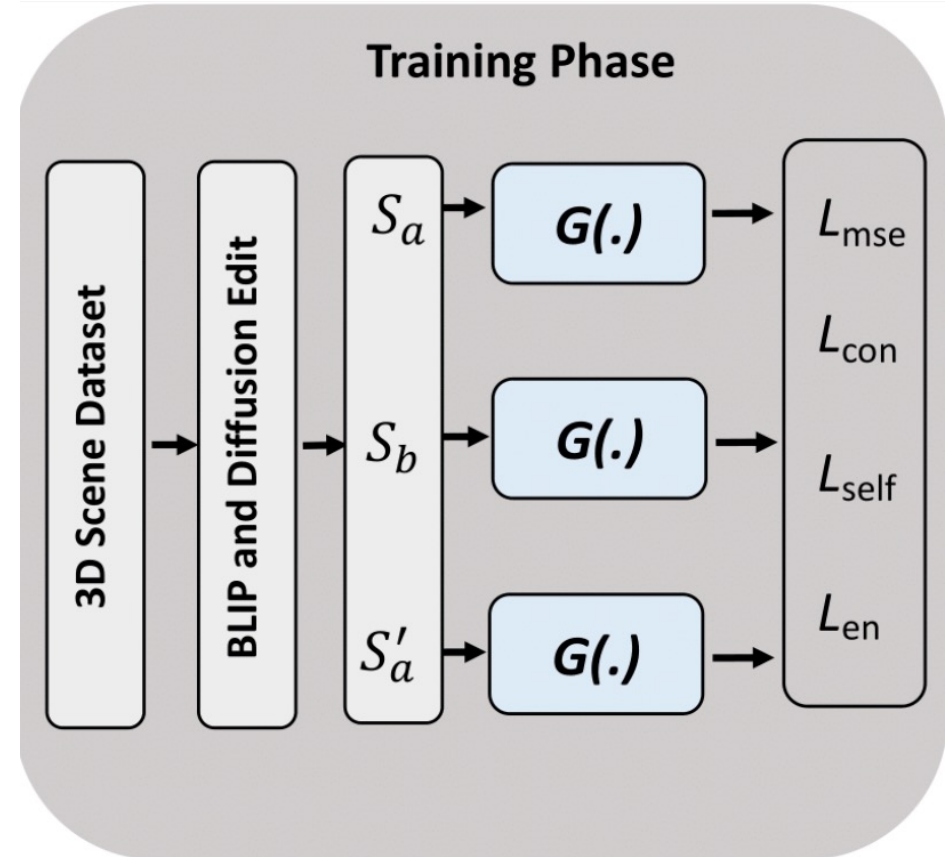 Training Phase
3D Scene Dataset
BLIP and Diffusion Edit
S_a
S_b
S'_a
G(.)
G(.)
G(.)
L_mse
L_con
L_self
L_en